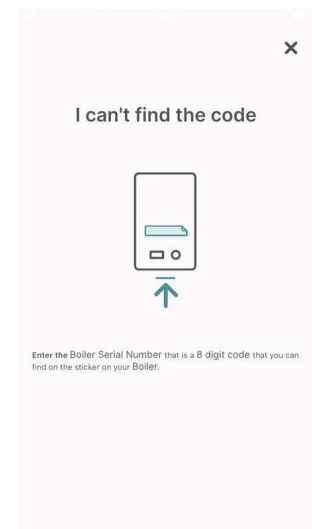 I can't find the code
Enter the Boiler Serial Number that is a 8 digit code that you can
find on the sticker on your Boiler.